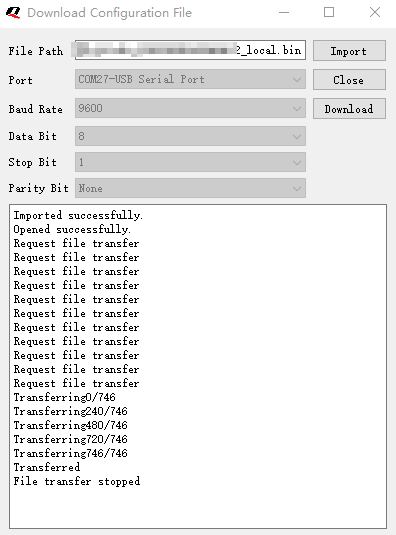 Download Configuration File
File Path 2_local.bin Import
Port COM27-USB Serial Port Close
Baud Rate 9600 Download
Data Bit 8
Stop Bit 1
Parity Bit None
Imported successfully.
Opened successfully.
Request file transfer
Request file transfer
Request file transfer
Request file transfer
Request file transfer
Request file transfer
Request file transfer
Request file transfer
Request file transfer
Request file transfer
Request file transfer
Transferring0/746
Transferring240/746
Transferring480/746
Transferring720/746
Transferring746/746
Transferred
File transfer stopped